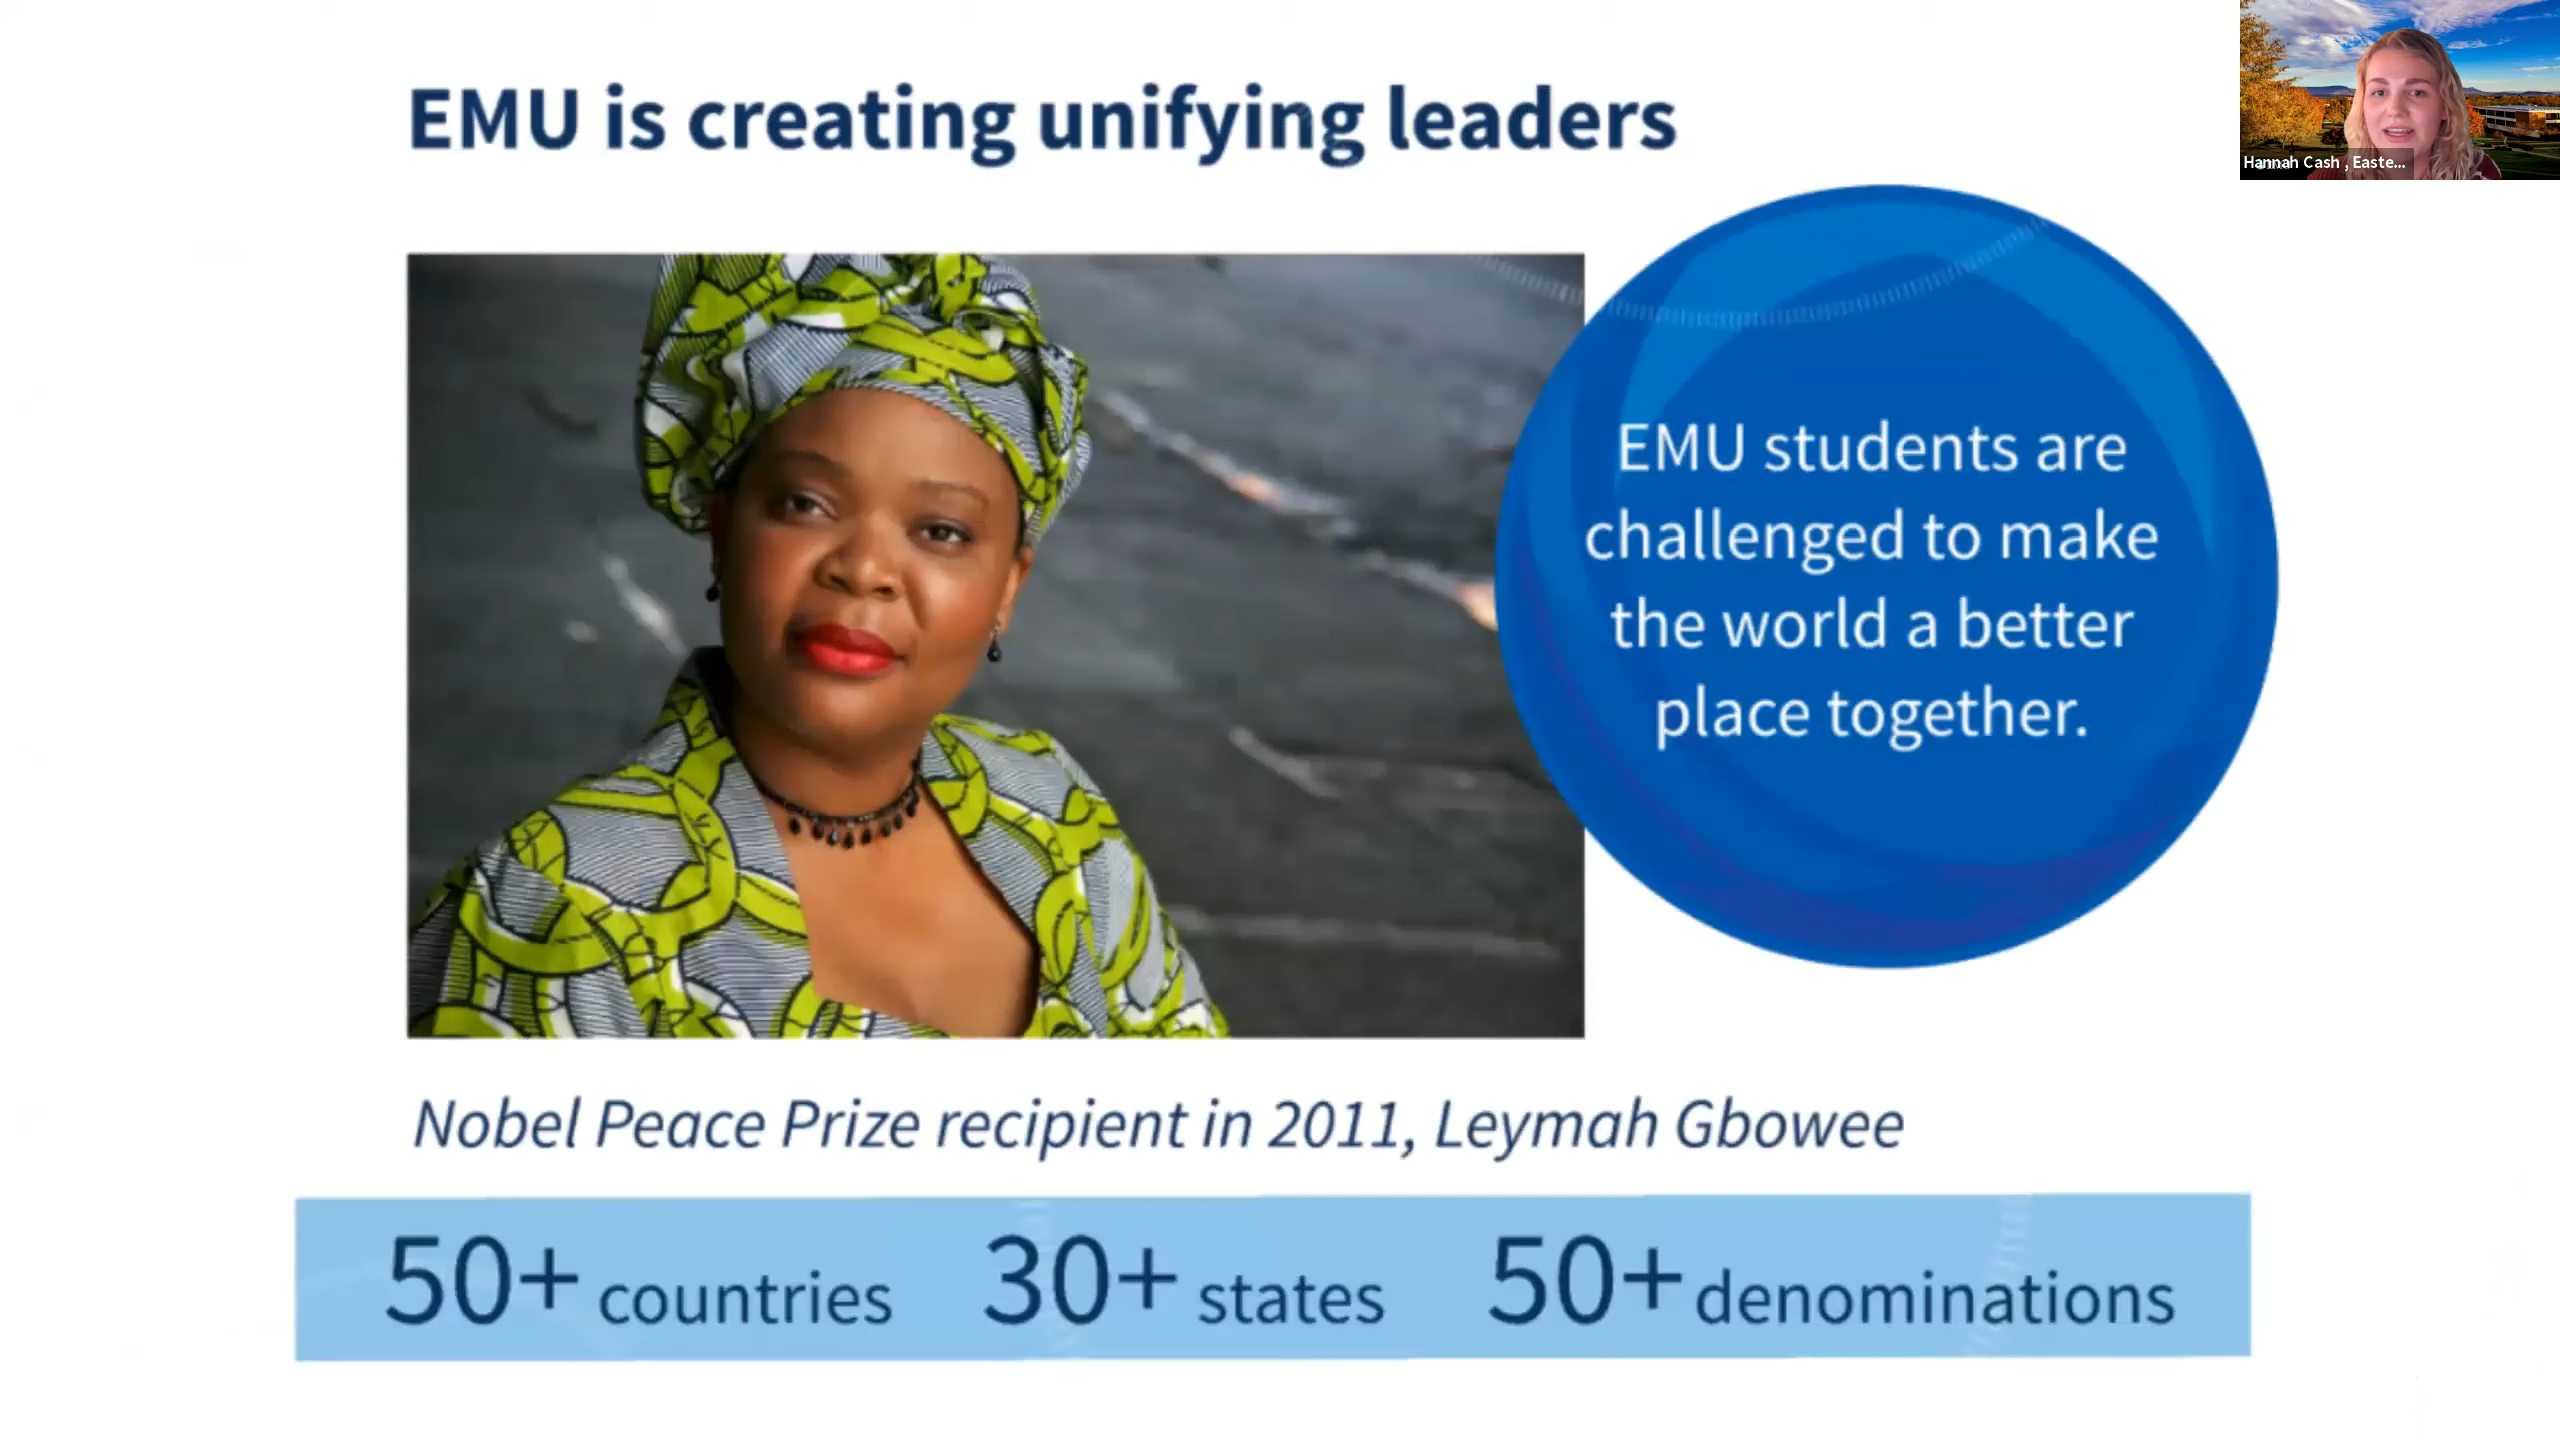 EMU is creating unifying leaders
Hannah Cash , Easte...
EMU students are
challenged to make
the world a better
place together.
Nobel Peace Prize recipient in 2011, Leymah Gbowee
50+ countries 30+ states 50+ denominations